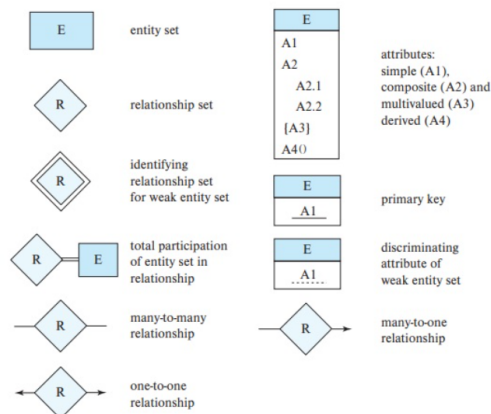 E
entity set
R
relationship set
R
identifying
relationship set
for weak entity set
R
E
total participation
of entity set in
relationship
R
many-to-many
relationship
R
one-to-one
relationship
E
A1
A2
A2.1
A2.2
{A3}
A4()
attributes:
simple (A1),
composite (A2) and
multivalued (A3)
derived (A4)
E
A1
primary key
E
A1
discriminating
attribute of
weak entity set
R
many-to-one
relationship